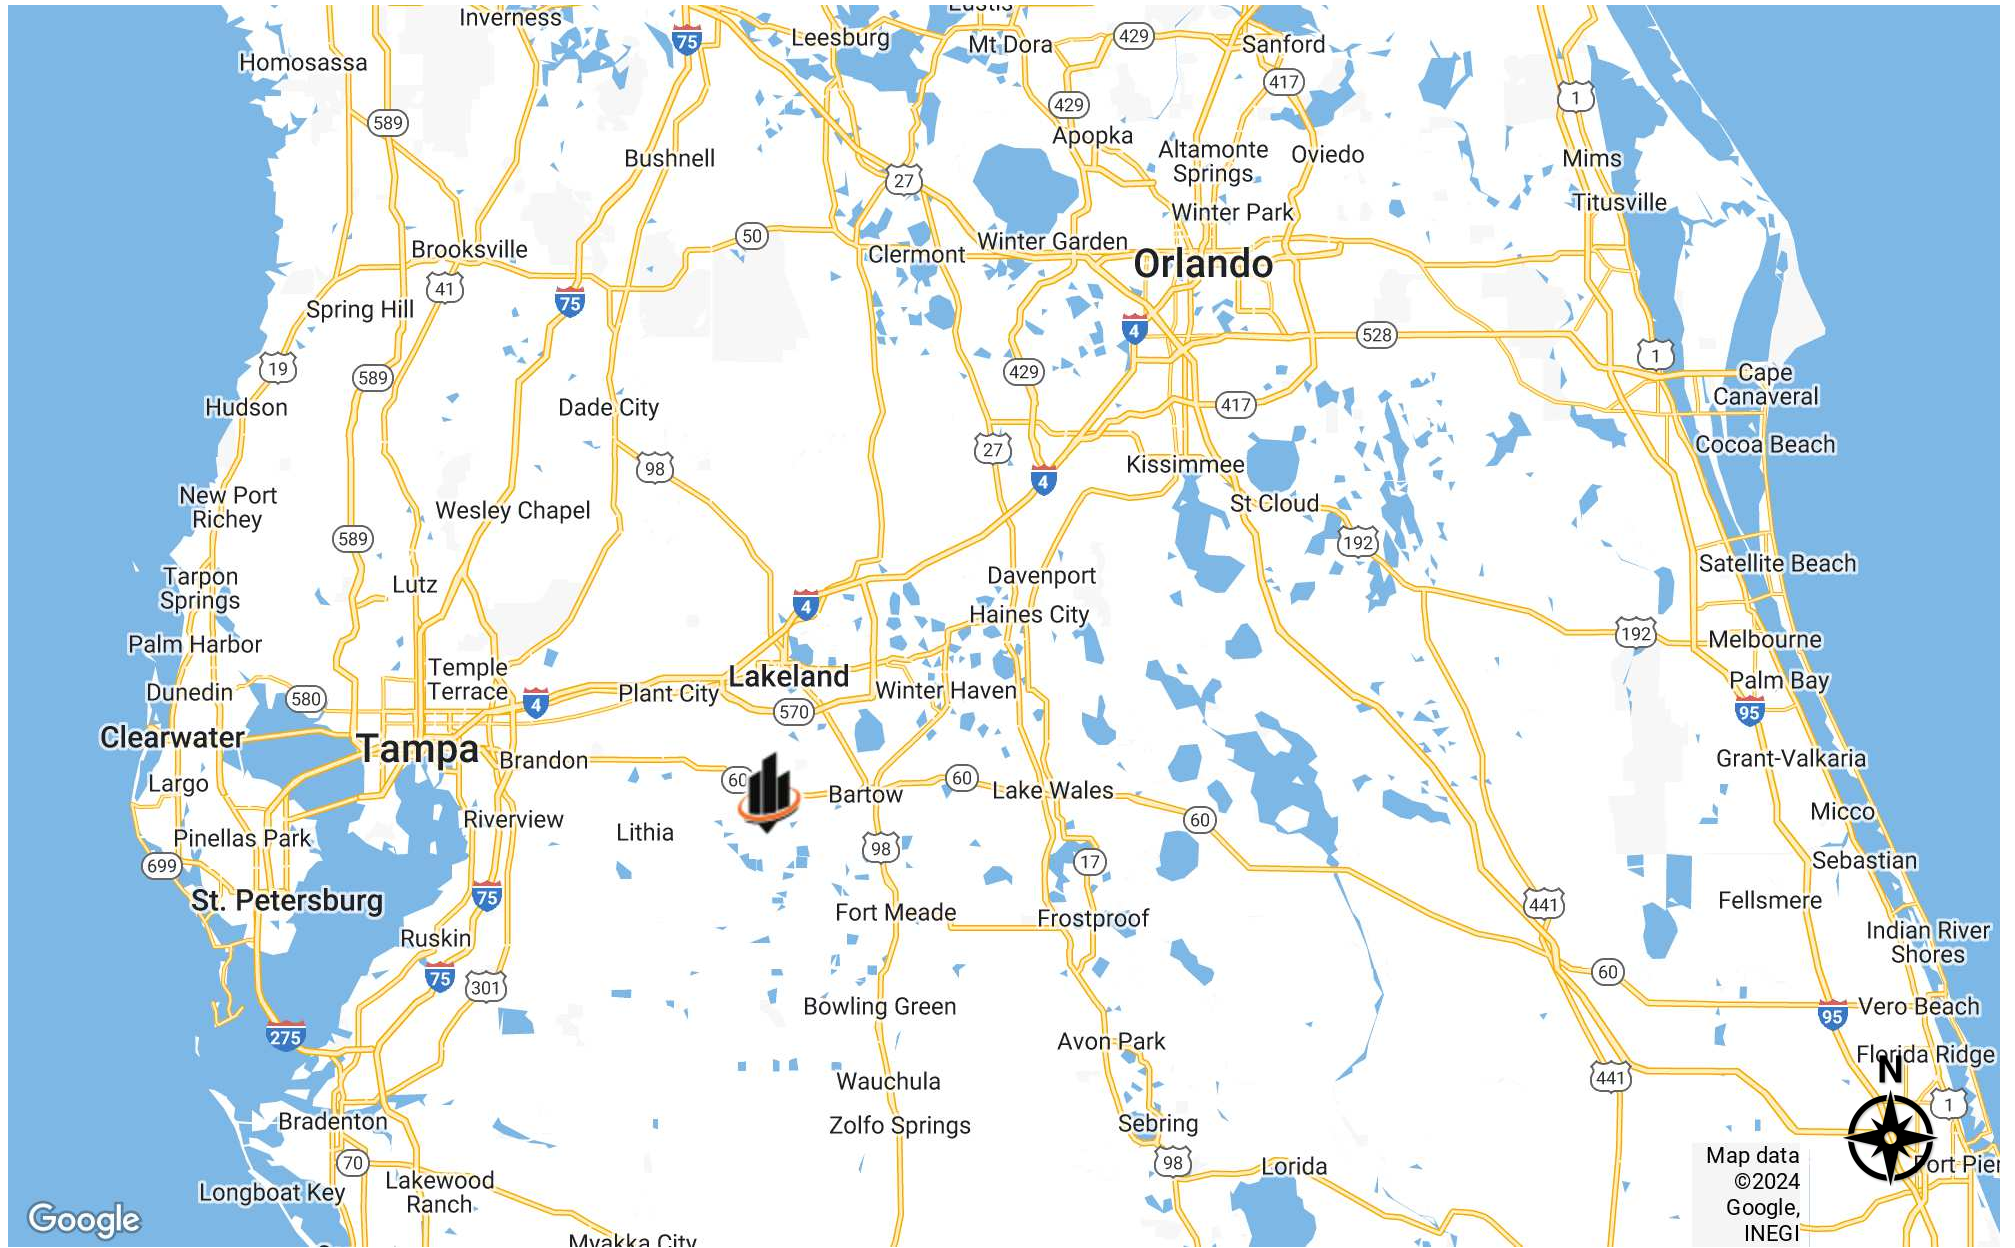 Inverness
Eustis
Leesburg
75
Mt Dora
429
Sanford
Homosassa
417
429
1
589
Apopka
Altamonte
Springs
Oviedo
Bushnell
Mims
27
Titusville
Winter Park
50
Brooksville
Clermont
Winter Garden
Orlando
41
75
Spring Hill
4
528
1
19
589
429
Cape
Canaveral
Hudson
Dade City
417
27
Cocoa Beach
98
Kissimmee
4
New Port
Richey
Wesley Chapel
St Cloud
589
192
Satellite Beach
Tarpon
Springs
Lutz
Davenport
4
Haines City
192
Melbourne
Palm Harbor
Temple
Terrace
Lakeland
Palm Bay
Dunedin
580
4
Plant City
Winter Haven
570
95
Clearwater
Tampa
Brandon
Grant-Valkaria
Largo
60
60
Bartow
Lake Wales
60
Micco
Riverview
Lithia
Pinellas Park
98
17
699
Sebastian
75
St. Petersburg
Fellsmere
441
Fort Meade
Frostproof
Indian River
Shores
Ruskin
75
301
60
Bowling Green
Vero Beach
95
275
Avon Park
Florida Ridge
N
Wauchula
441
1
Bradenton
Zolfo Springs
Sebring
70
98
Lorida
Fort Pier
Lakewood
Ranch
Longboat Key
Map data
©2024
Google,
INEGI
Google
Myakka City